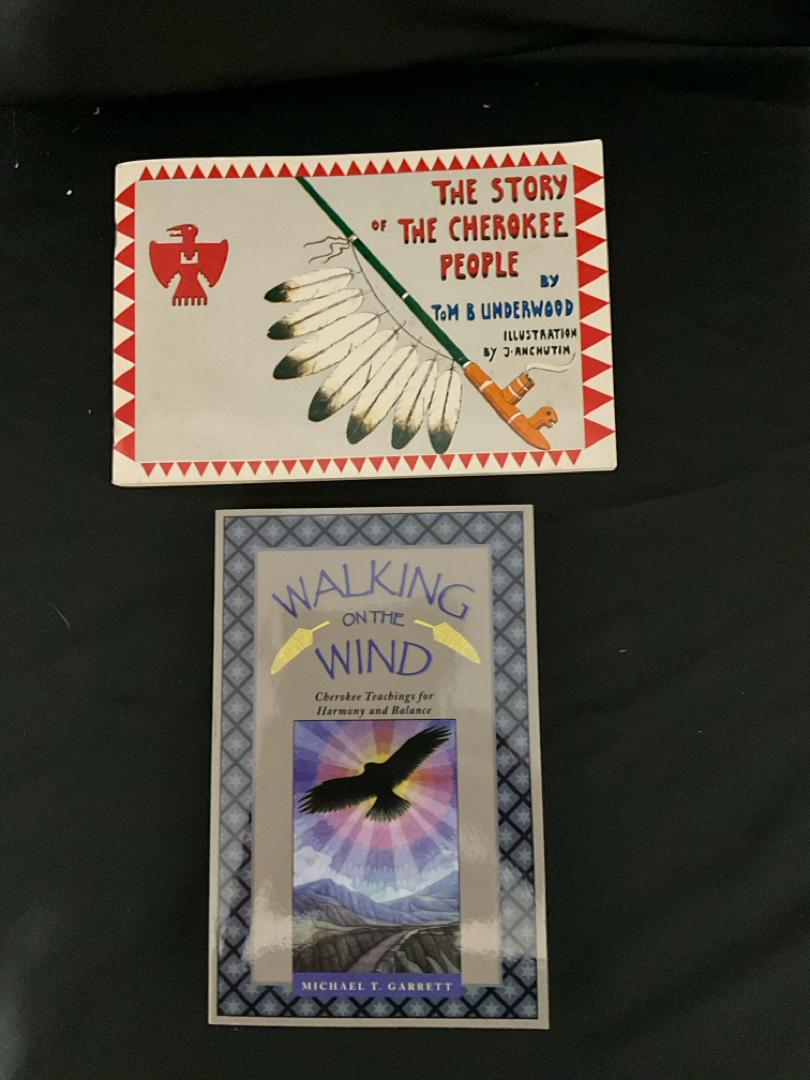 THE STORY
OF THE CHEROKEE
PEOPLE
BY
TOM B UNDERWOOD
ILLUSTRATION
BY J. ANCHUTIN
WALKING
ON THE
WIND
Cherokee Teachings for
Harmony and Balance
MICHAEL T. GARRETT